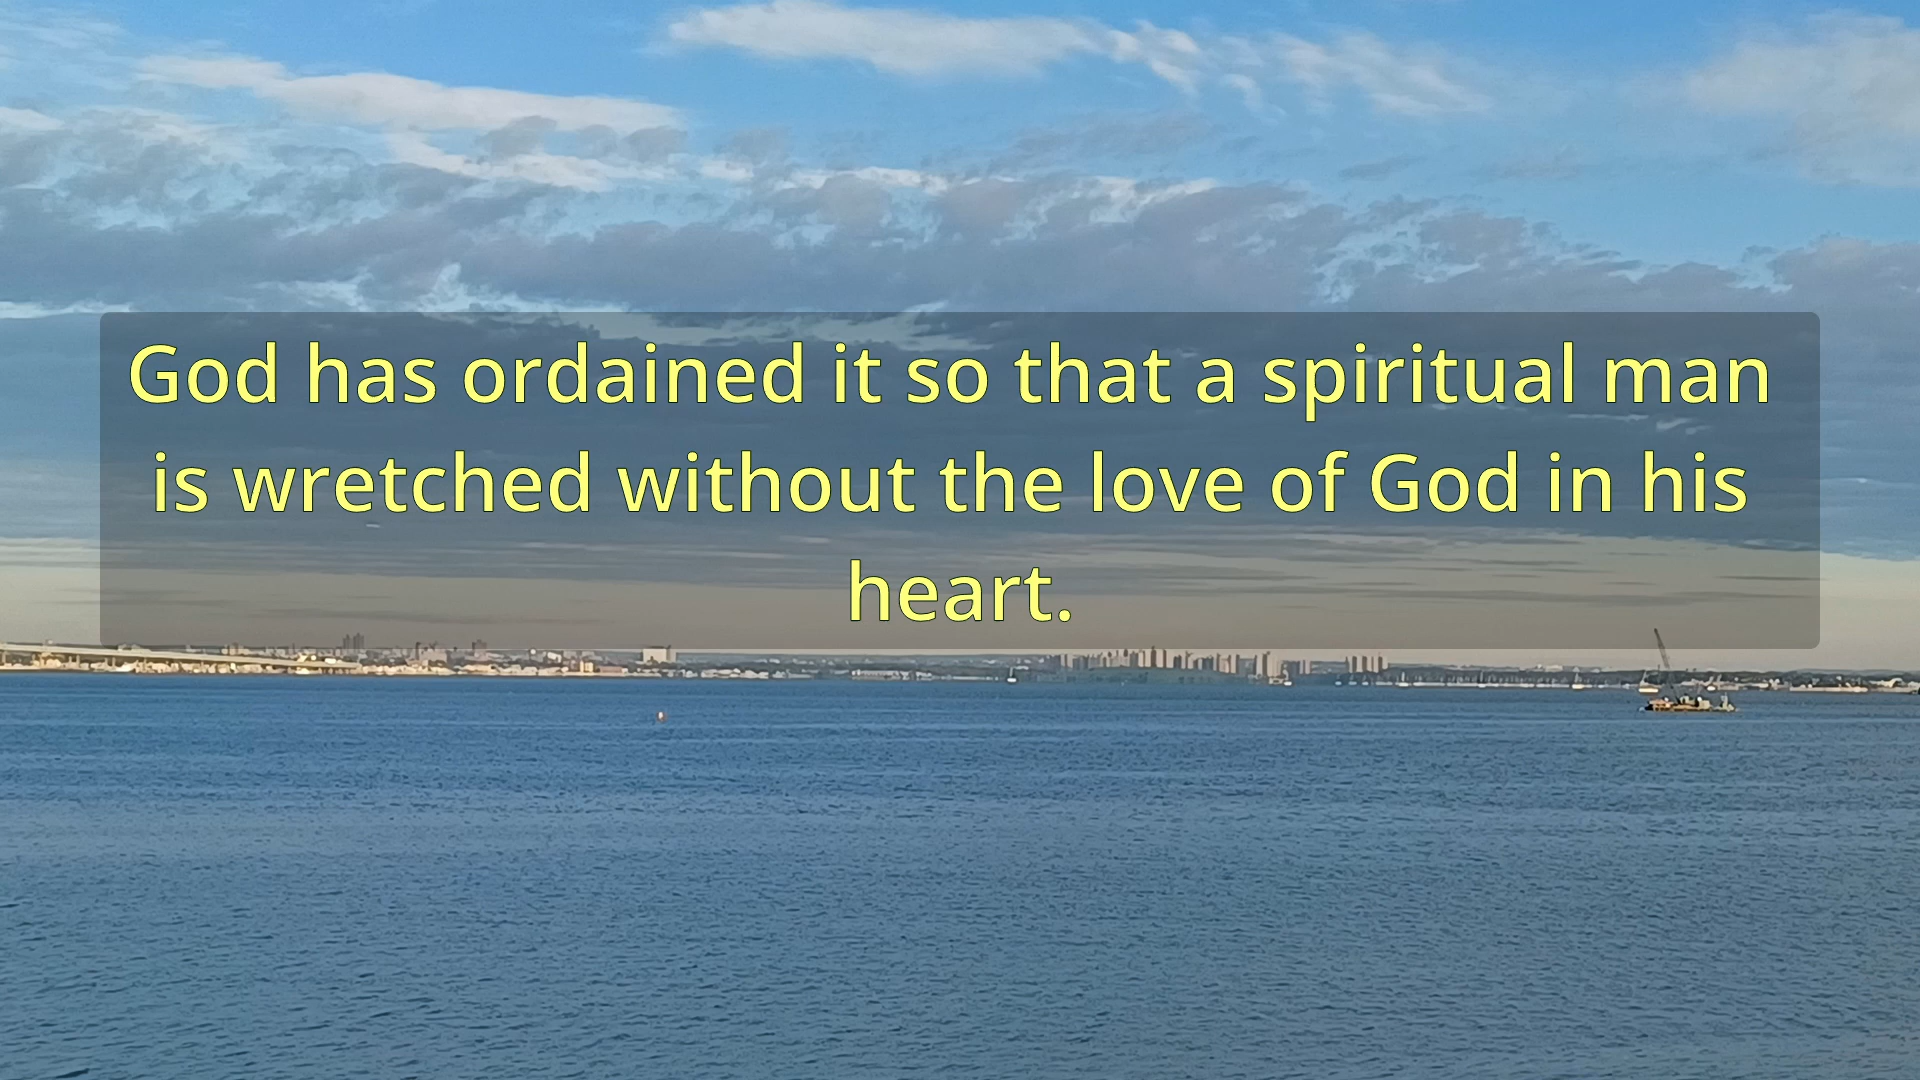 God has ordained it so that a spiritual man
is wretched without the love of God in his
heart.